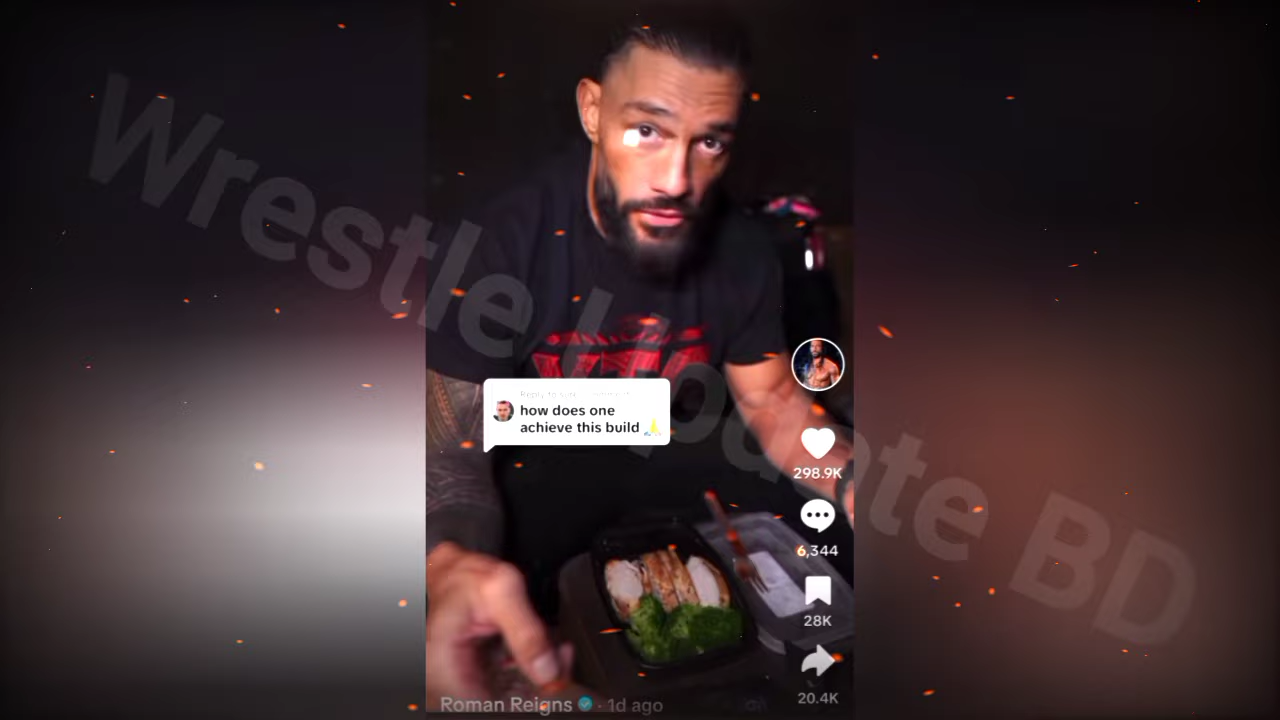 Wrestle Update BD
how does one
achieve this build 🙏
298.9K
6,344
28K
20.4K
Roman Reigns · 1d ago